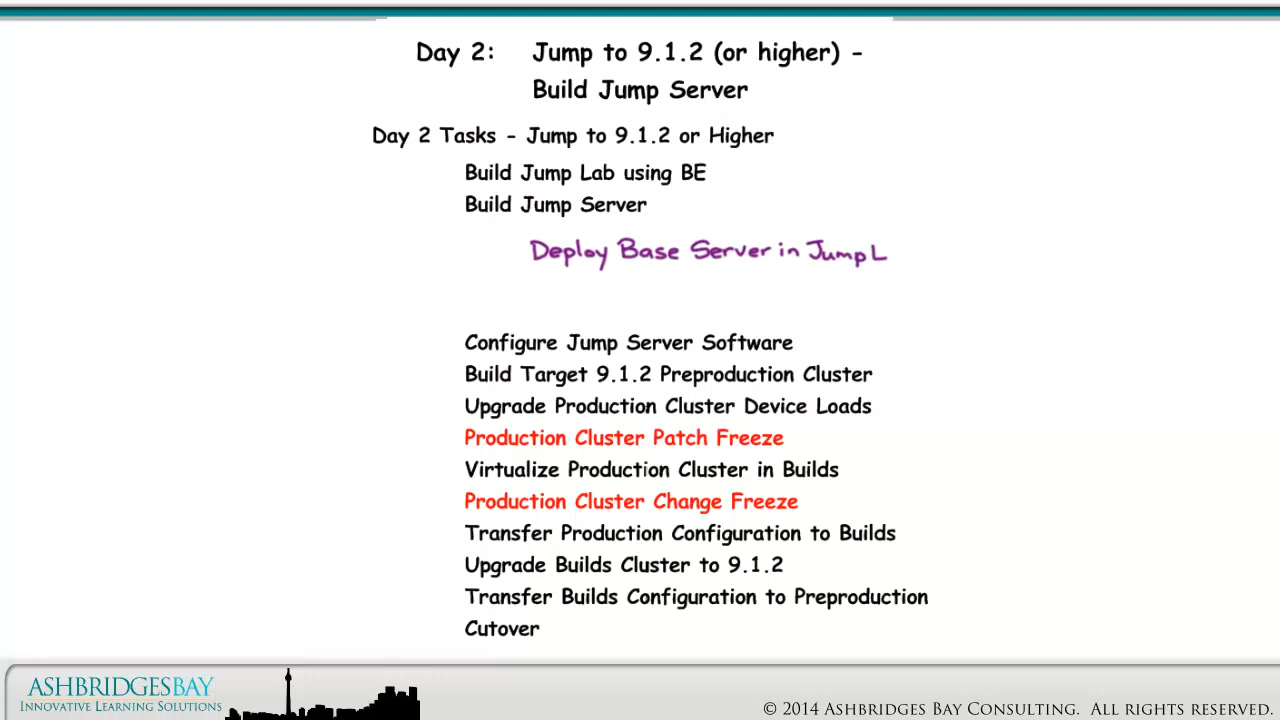 Day 2: Jump to 9.1.2 (or higher) -
Build Jump Server
Day 2 Tasks - Jump to 9.1.2 or Higher
Build Jump Lab using BE
Build Jump Server
Deploy Base Server in Jump L
Configure Jump Server Software
Build Target 9.1.2 Preproduction Cluster
Upgrade Production Cluster Device Loads
Production Cluster Patch Freeze
Virtualize Production Cluster in Builds
Production Cluster Change Freeze
Transfer Production Configuration to Builds
Upgrade Builds Cluster to 9.1.2
Transfer Builds Configuration to Preproduction
Cutover
ASHBRIDGESBAY
INNOVATIVE LEARNING SOLUTIONS
© 2014 ASHBRIDGES BAY CONSULTING. ALL RIGHTS RESERVED.